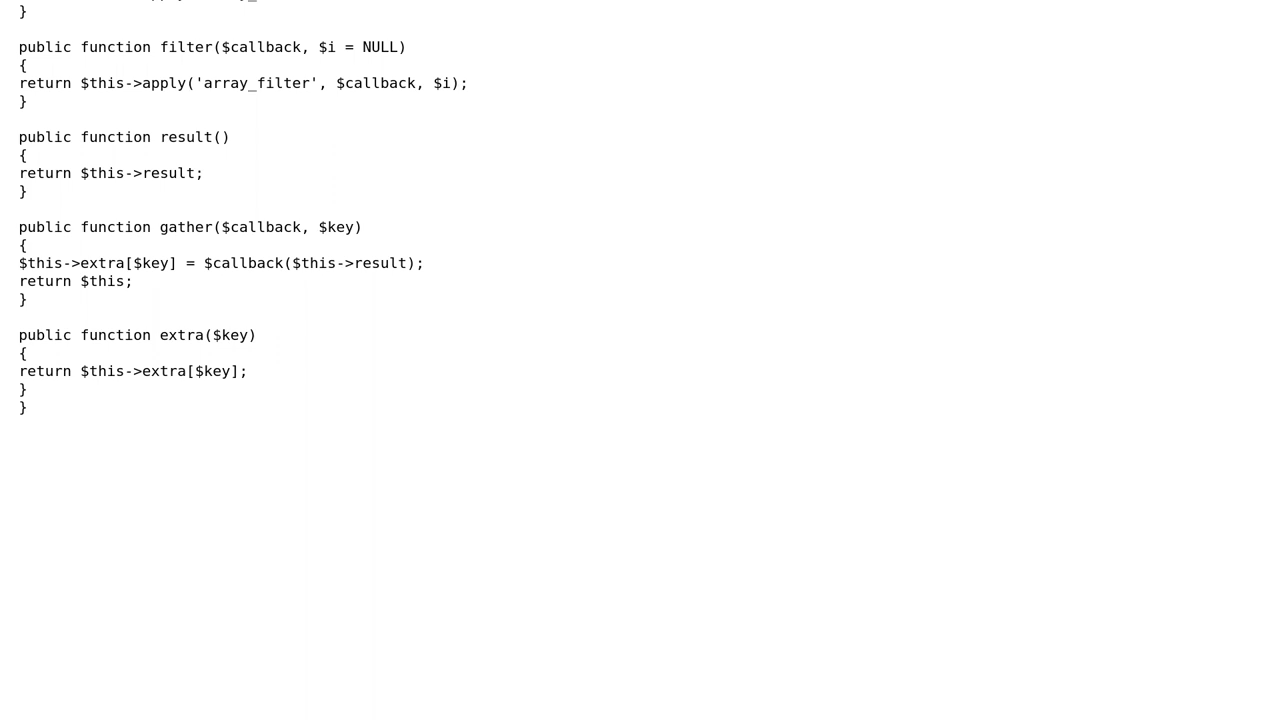 }
public function filter($callback, $i = NULL)
{
return $this->apply('array_filter', $callback, $i);
}
public function result()
{
return $this->result;
}
public function gather($callback, $key)
{
$this->extra[$key] = $callback($this->result);
return $this;
}
public function extra($key)
{
return $this->extra[$key];
}
}